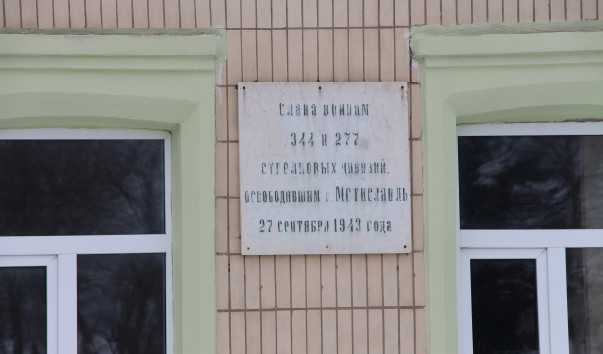 Слава воинам
344 и 277
стрелковых дивизий,
освободившим г. Мстиславль
27 сентября 1943 года